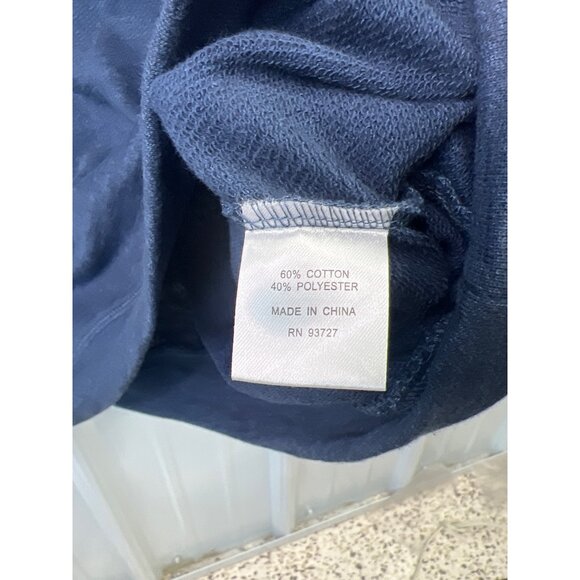 60% COTTON
40% POLYESTER
MADE IN CHINA
RN 93727